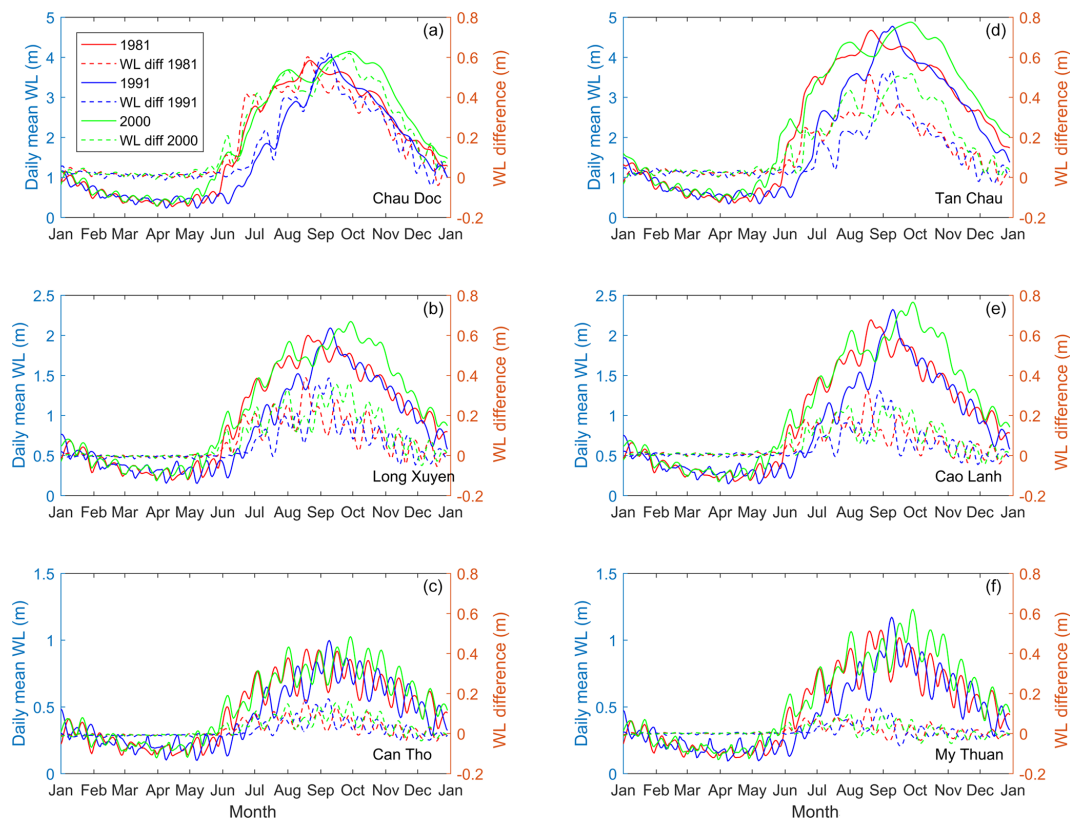 (a)
Daily mean WL (m)
5
4
3
2
1
0
1981
WL diff 1981
1991
WL diff 1991
2000
WL diff 2000
Chau Doc
0.8
0.6
0.4
0.2
0
-0.2
WL difference (m)
Jan Feb Mar Apr May Jun Jul Aug Sep Oct Nov Dec Jan
(d)
Daily mean WL (m)
5
4
3
2
1
0
Tan Chau
0.8
0.6
0.4
0.2
0
-0.2
WL difference (m)
Jan Feb Mar Apr May Jun Jul Aug Sep Oct Nov Dec Jan
(b)
Daily mean WL (m)
2.5
2
1.5
1
0.5
0
Long Xuyen
0.8
0.6
0.4
0.2
0
-0.2
WL difference (m)
Jan Feb Mar Apr May Jun Jul Aug Sep Oct Nov Dec Jan
(e)
Daily mean WL (m)
2.5
2
1.5
1
0.5
0
Cao Lanh
0.8
0.6
0.4
0.2
0
-0.2
WL difference (m)
Jan Feb Mar Apr May Jun Jul Aug Sep Oct Nov Dec Jan
(c)
Daily mean WL (m)
1.5
1
0.5
0
Can Tho
0.8
0.6
0.4
0.2
0
-0.2
WL difference (m)
Jan Feb Mar Apr May Jun Jul Aug Sep Oct Nov Dec Jan
Month
(f)
Daily mean WL (m)
1.5
1
0.5
0
My Thuan
0.8
0.6
0.4
0.2
0
-0.2
WL difference (m)
Jan Feb Mar Apr May Jun Jul Aug Sep Oct Nov Dec Jan
Month